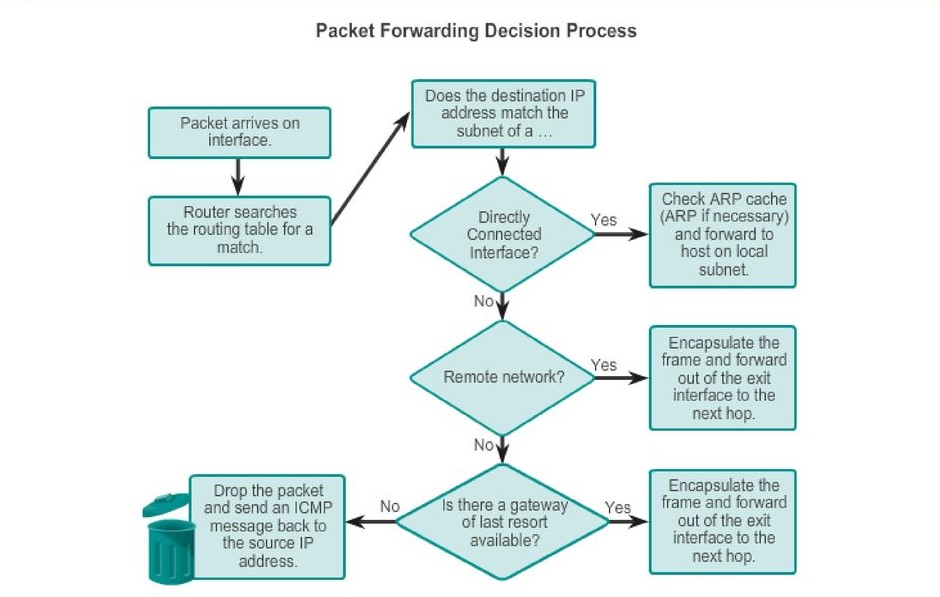 Packet Forwarding Decision Process
Packet arrives on
interface.
Router searches
the routing table for a
match.
Does the destination IP
address match the
subnet of a ...
Directly
Connected
Interface?
Yes
Check ARP cache
(ARP if necessary)
and forward to
host on local
subnet.
No
Remote network?
Yes
Encapsulate the
frame and forward
out of the exit
interface to the
next hop.
No
Is there a gateway
of last resort
available?
Yes
Encapsulate the
frame and forward
out of the exit
interface to the
next hop.
No
Drop the packet
and send an ICMP
message back to
the source IP
address.